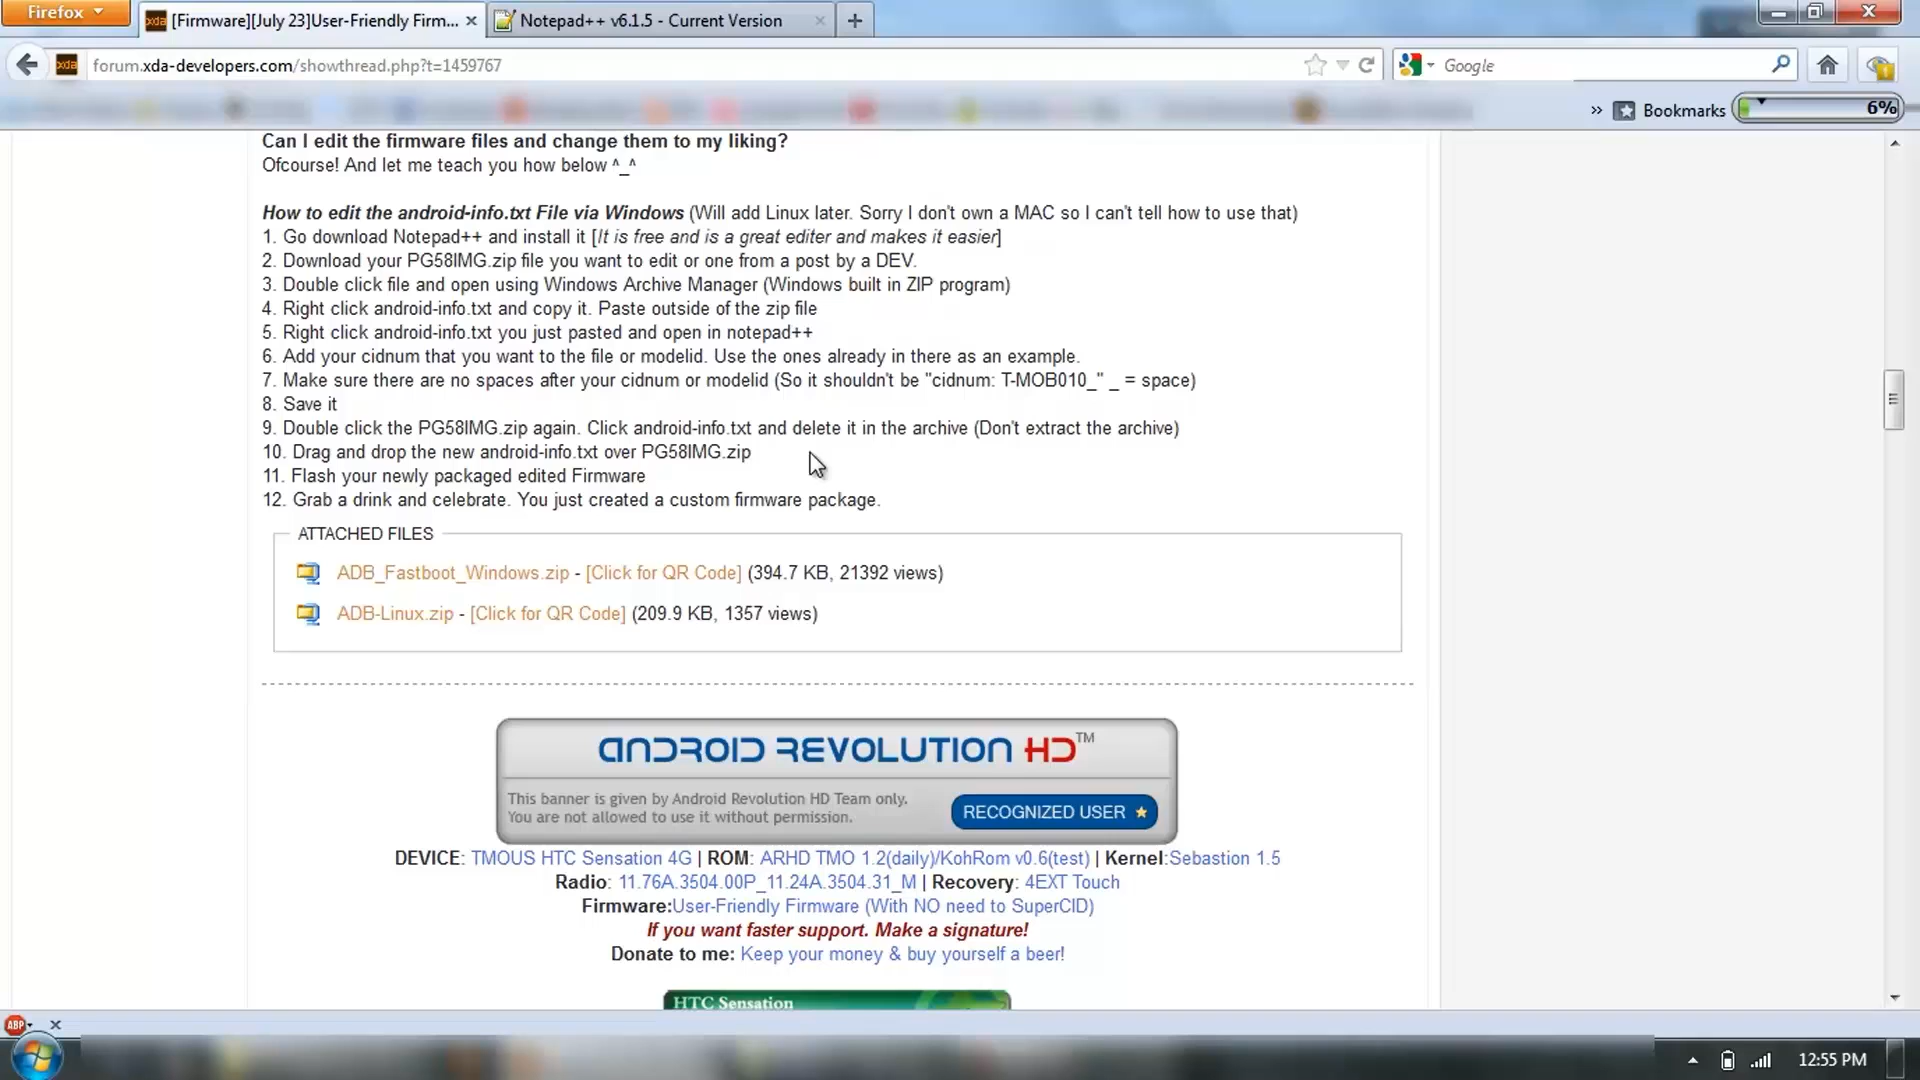 Firefox
[Firmware][July 23]User-Friendly Firm...
Notepad++ v6.1.5 - Current Version
xda
forum.xda-developers.com/showthread.php?t=1459767
Google
Bookmarks
6%
Can I edit the firmware files and change them to my liking?
Ofcourse! And let me teach you how below ^_^
How to edit the android-info.txt File via Windows (Will add Linux later. Sorry I don't own a MAC so I can't tell how to use that)
1. Go download Notepad++ and install it [It is free and is a great editer and makes it easier]
2. Download your PG58IMG.zip file you want to edit or one from a post by a DEV.
3. Double click file and open using Windows Archive Manager (Windows built in ZIP program)
4. Right click android-info.txt and copy it. Paste outside of the zip file
5. Right click android-info.txt you just pasted and open in notepad++
6. Add your cidnum that you want to the file or modelid. Use the ones already in there as an example.
7. Make sure there are no spaces after your cidnum or modelid (So it shouldn't be "cidnum: T-MOB010_" _ = space)
8. Save it
9. Double click the PG58IMG.zip again. Click android-info.txt and delete it in the archive (Don't extract the archive)
10. Drag and drop the new android-info.txt over PG58IMG.zip
11. Flash your newly packaged edited Firmware
12. Grab a drink and celebrate. You just created a custom firmware package.
ATTACHED FILES
ADB_Fastboot_Windows.zip - [Click for QR Code] (394.7 KB, 21392 views)
ADB-Linux.zip - [Click for QR Code] (209.9 KB, 1357 views)
ANDROID REVOLUTION HD™
This banner is given by Android Revolution HD Team only.
You are not allowed to use it without permission.
RECOGNIZED USER
DEVICE: TMOUS HTC Sensation 4G | ROM: ARHD TMO 1.2(daily)/KohRom v0.6(test) | Kernel:Sebastion 1.5
Radio: 11.76A.3504.00P_11.24A.3504.31_M | Recovery: 4EXT Touch
Firmware:User-Friendly Firmware (With NO need to SuperCID)
If you want faster support. Make a signature!
Donate to me: Keep your money & buy yourself a beer!
HTC Sensation
ABP
12:55 PM